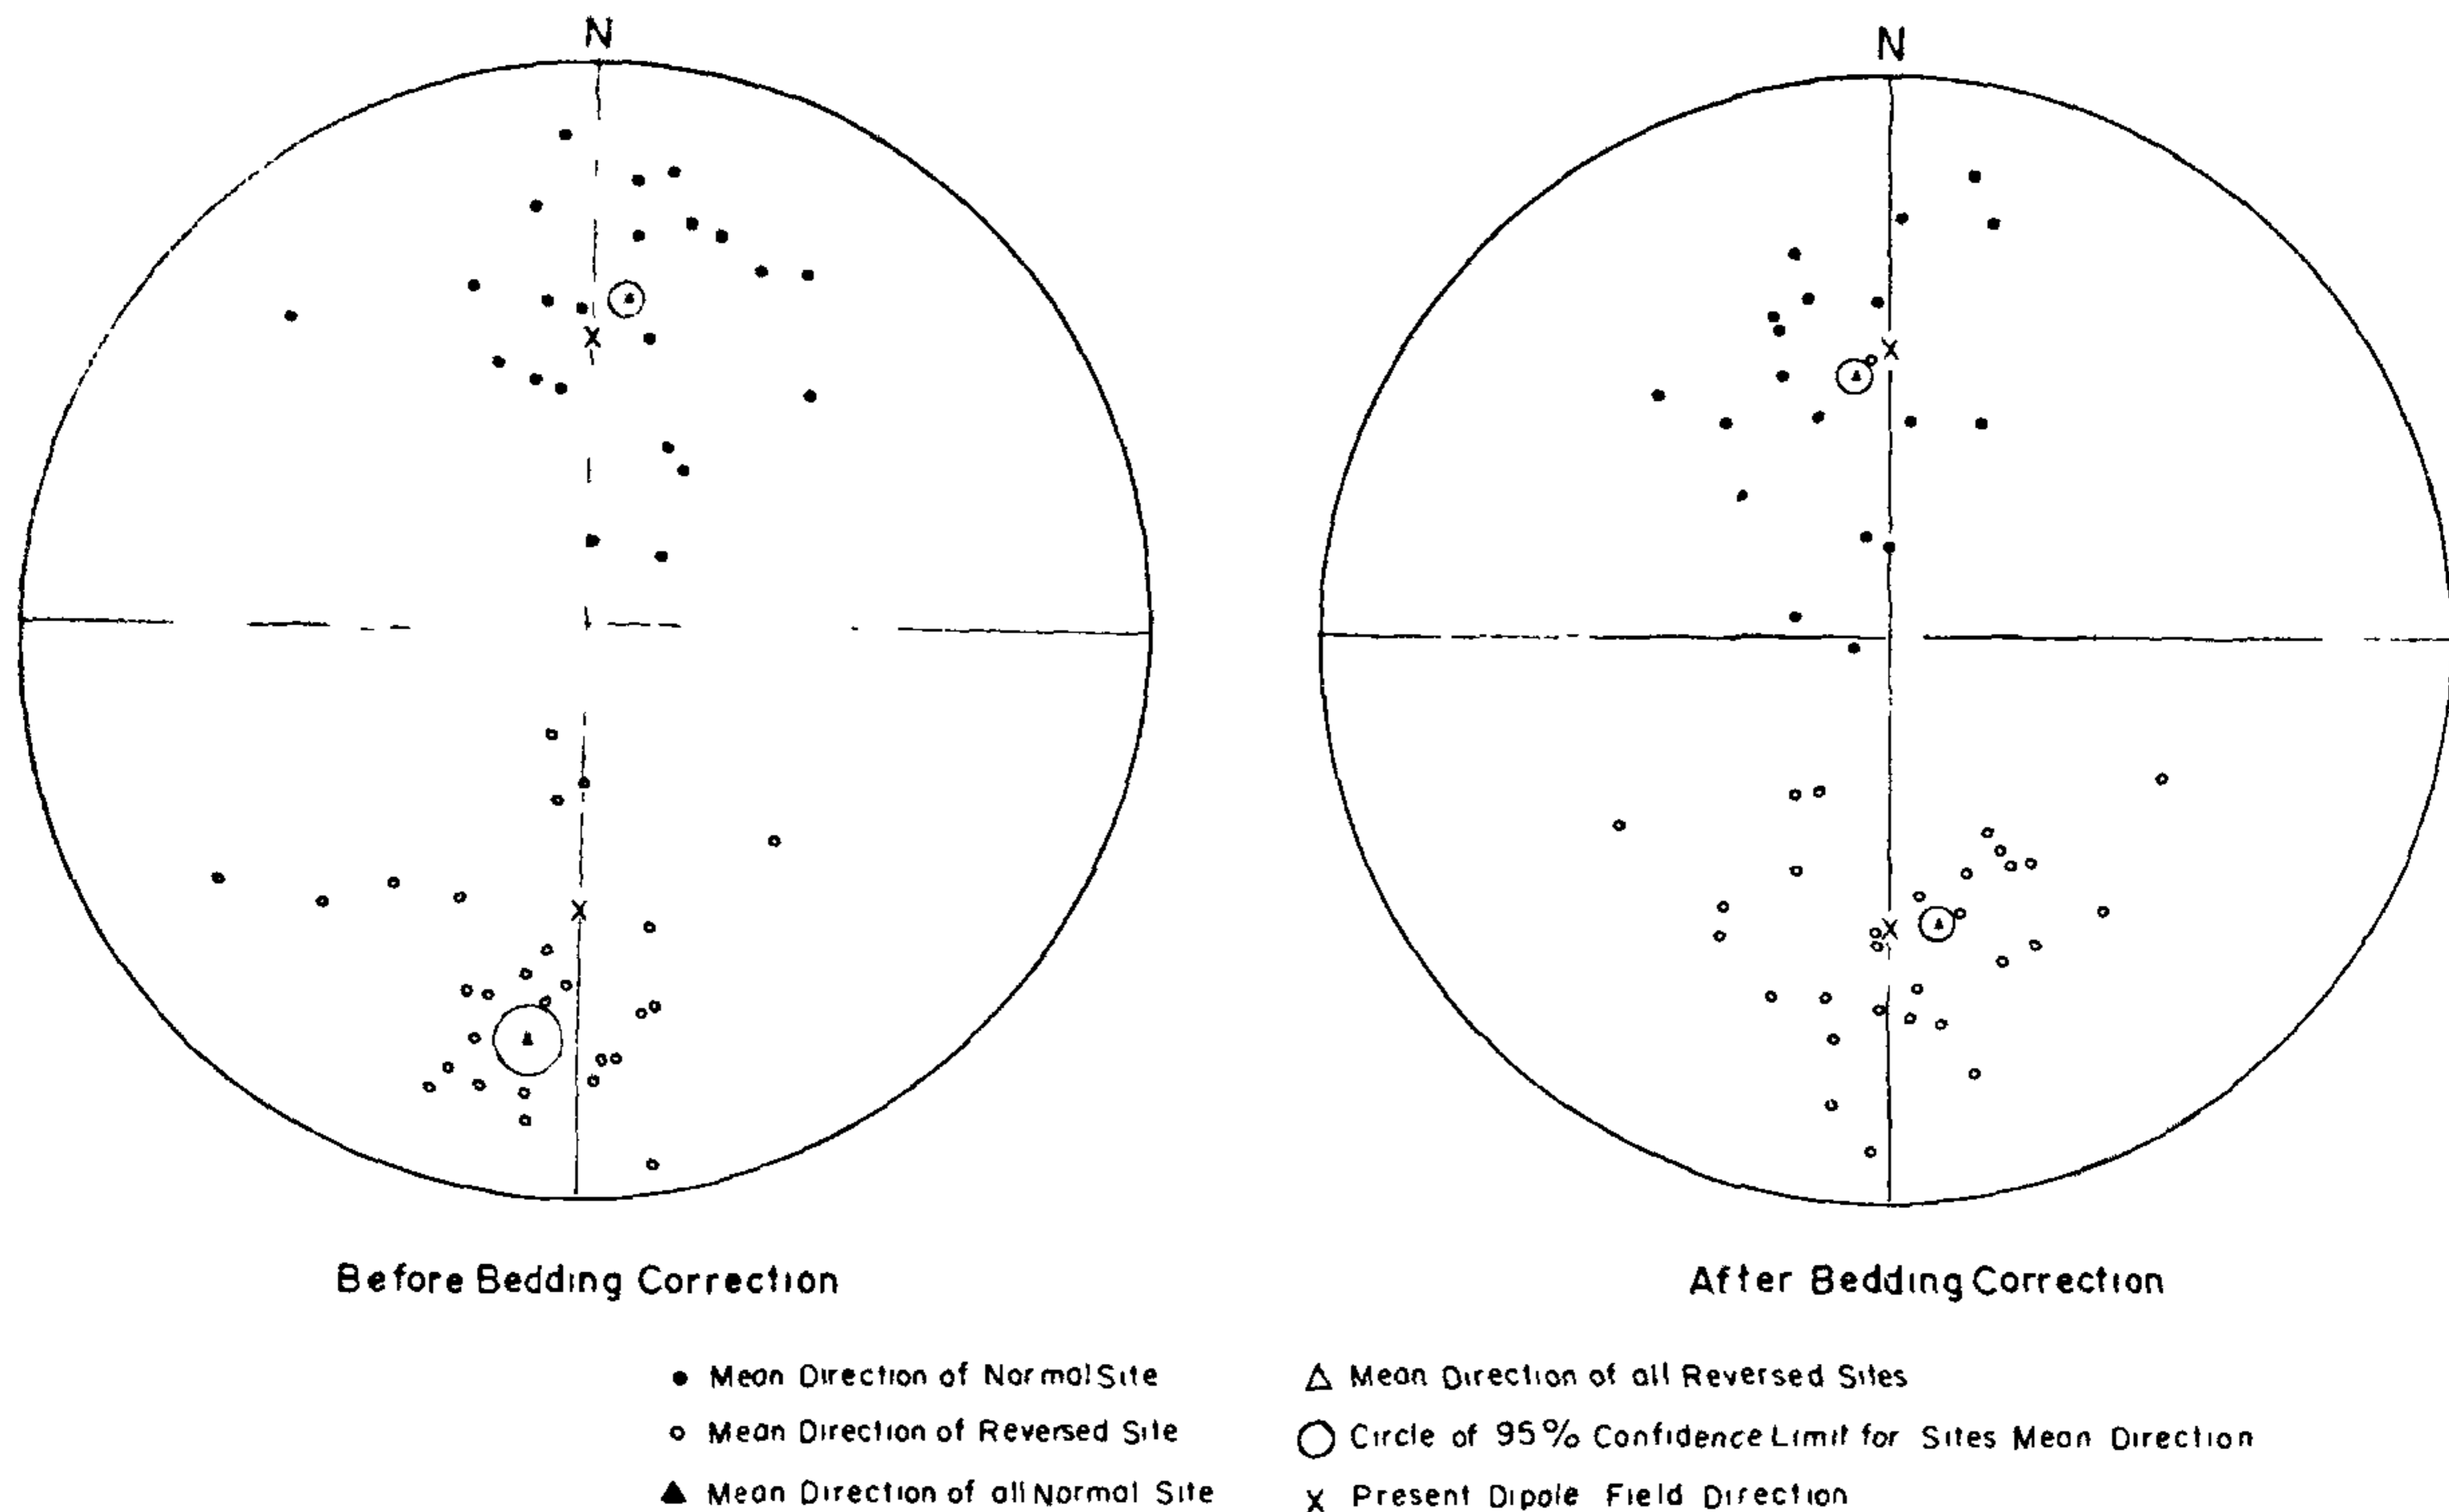 N
N
Before Bedding Correction
After Bedding Correction
Mean Direction of Normal Site
Mean Direction of Reversed Site
Mean Direction of all Normal Site
Mean Direction of all Reversed Sites
Circle of 95% Confidence Limit for Sites Mean Direction
X Present Dipole Field Direction